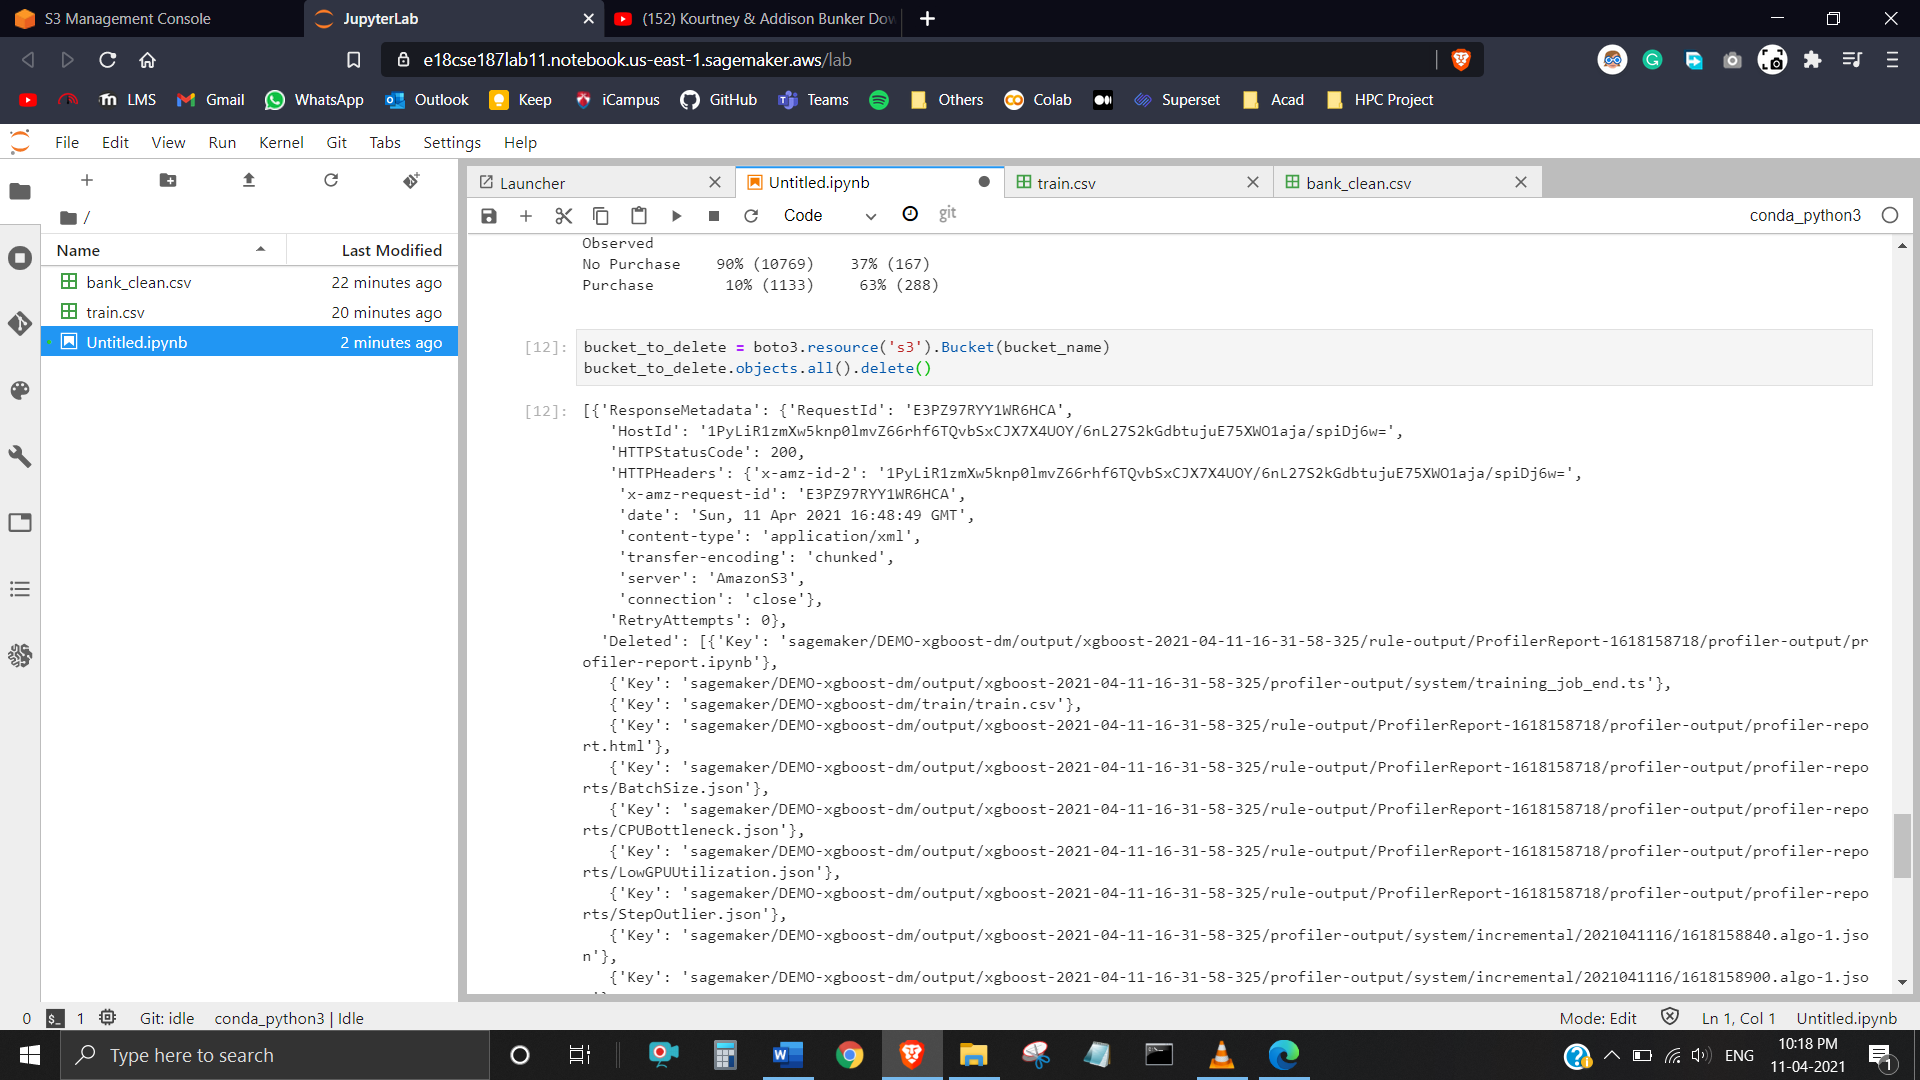 S3 Management Console
JupyterLab
(152) Kourtney & Addison Bunker Dow
e18cse187lab11.notebook.us-east-1.sagemaker.aws/lab
LMS Gmail WhatsApp Outlook Keep iCampus GitHub Teams Others Colab Superset Acad HPC Project
File Edit View Run Kernel Git Tabs Settings Help
Launcher
Untitled.ipynb
train.csv
bank_clean.csv
Code
git
conda_python3
/
Name Last Modified
bank_clean.csv 22 minutes ago
train.csv 20 minutes ago
Untitled.ipynb 2 minutes ago
Observed
No Purchase 90% (10769) 37% (167)
Purchase 10% (1133) 63% (288)
[12]: bucket_to_delete = boto3.resource('s3').Bucket(bucket_name)
bucket_to_delete.objects.all().delete()
[12]: [{'ResponseMetadata': {'RequestId': 'E3PZ97RYY1WR6HCA',
'HostId': '1PyLiR1zmXw5knp0lmvZ66rhf6TQvbSxCJX7X4UOY/6nL27S2kGdbtujuE75XWO1aja/spiDj6w=',
'HTTPStatusCode': 200,
'HTTPHeaders': {'x-amz-id-2': '1PyLiR1zmXw5knp0lmvZ66rhf6TQvbSxCJX7X4UOY/6nL27S2kGdbtujuE75XWO1aja/spiDj6w=',
'x-amz-request-id': 'E3PZ97RYY1WR6HCA',
'date': 'Sun, 11 Apr 2021 16:48:49 GMT',
'content-type': 'application/xml',
'transfer-encoding': 'chunked',
'server': 'AmazonS3',
'connection': 'close'},
'RetryAttempts': 0},
'Deleted': [{'Key': 'sagemaker/DEMO-xgboost-dm/output/xgboost-2021-04-11-16-31-58-325/rule-output/ProfilerReport-1618158718/profiler-output/pr
ofiler-report.ipynb'},
{'Key': 'sagemaker/DEMO-xgboost-dm/output/xgboost-2021-04-11-16-31-58-325/profiler-output/system/training_job_end.ts'},
{'Key': 'sagemaker/DEMO-xgboost-dm/train/train.csv'},
{'Key': 'sagemaker/DEMO-xgboost-dm/output/xgboost-2021-04-11-16-31-58-325/rule-output/ProfilerReport-1618158718/profiler-output/profiler-repo
rt.html'},
{'Key': 'sagemaker/DEMO-xgboost-dm/output/xgboost-2021-04-11-16-31-58-325/rule-output/ProfilerReport-1618158718/profiler-output/profiler-repo
rts/BatchSize.json'},
{'Key': 'sagemaker/DEMO-xgboost-dm/output/xgboost-2021-04-11-16-31-58-325/rule-output/ProfilerReport-1618158718/profiler-output/profiler-repo
rts/CPUBottleneck.json'},
{'Key': 'sagemaker/DEMO-xgboost-dm/output/xgboost-2021-04-11-16-31-58-325/rule-output/ProfilerReport-1618158718/profiler-output/profiler-repo
rts/LowGPUUtilization.json'},
{'Key': 'sagemaker/DEMO-xgboost-dm/output/xgboost-2021-04-11-16-31-58-325/rule-output/ProfilerReport-1618158718/profiler-output/profiler-repo
rts/StepOutlier.json'},
{'Key': 'sagemaker/DEMO-xgboost-dm/output/xgboost-2021-04-11-16-31-58-325/profiler-output/system/incremental/2021041116/1618158840.algo-1.jso
n'},
{'Key': 'sagemaker/DEMO-xgboost-dm/output/xgboost-2021-04-11-16-31-58-325/profiler-output/system/incremental/2021041116/1618158900.algo-1.jso
0 1 Git: idle conda_python3 | Idle
Mode: Edit Ln 1, Col 1 Untitled.ipynb
Type here to search
ENG
10:18 PM
11-04-2021
1